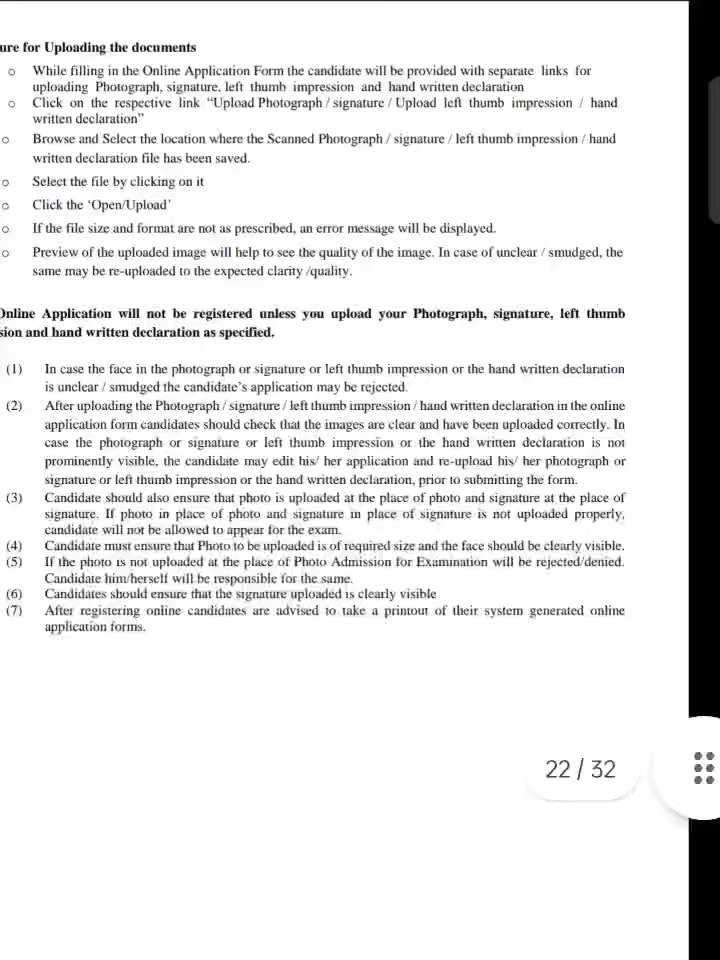 ure for Uploading the documents
o While filling in the Online Application Form the candidate will be provided with separate links for
uploading Photograph, signature, left thumb impression and hand written declaration
o Click on the respective link “Upload Photograph / signature / Upload left thumb impression / hand
written declaration”
o Browse and Select the location where the Scanned Photograph / signature / left thumb impression / hand
written declaration file has been saved.
o Select the file by clicking on it
o Click the ‘Open/Upload’
o If the file size and format are not as prescribed, an error message will be displayed.
o Preview of the uploaded image will help to see the quality of the image. In case of unclear / smudged, the
same may be re-uploaded to the expected clarity /quality.
Online Application will not be registered unless you upload your Photograph, signature, left thumb
sion and hand written declaration as specified.
(1) In case the face in the photograph or signature or left thumb impression or the hand written declaration
is unclear / smudged the candidate’s application may be rejected.
(2) After uploading the Photograph / signature / left thumb impression / hand written declaration in the online
application form candidates should check that the images are clear and have been uploaded correctly. In
case the photograph or signature or left thumb impression or the hand written declaration is not
prominently visible, the candidate may edit his/ her application and re-upload his/ her photograph or
signature or left thumb impression or the hand written declaration, prior to submitting the form.
(3) Candidate should also ensure that photo is uploaded at the place of photo and signature at the place of
signature. If photo in place of photo and signature in place of signature is not uploaded properly,
candidate will not be allowed to appear for the exam.
(4) Candidate must ensure that Photo to be uploaded is of required size and the face should be clearly visible.
(5) If the photo is not uploaded at the place of Photo Admission for Examination will be rejected/denied.
Candidate him/herself will be responsible for the same.
(6) Candidates should ensure that the signature uploaded is clearly visible
(7) After registering online candidates are advised to take a printout of their system generated online
application forms.
22 / 32